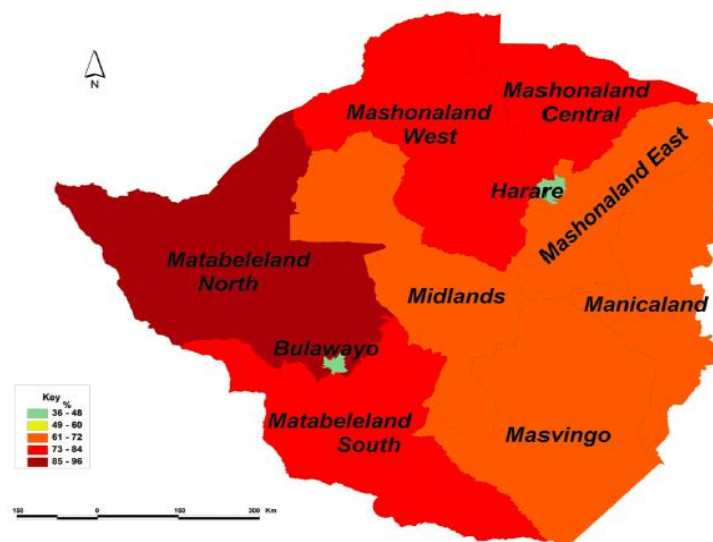 N
Mashonaland
West
Mashonaland
Central
Harare
Mashonaland East
Matabeleland
North
Midlands
Manicaland
Bulawayo
Matabeleland
South
Masvingo
Key
%
36 - 48
49 - 60
61 - 72
73 - 84
85 - 96
150 0 150 300 Km